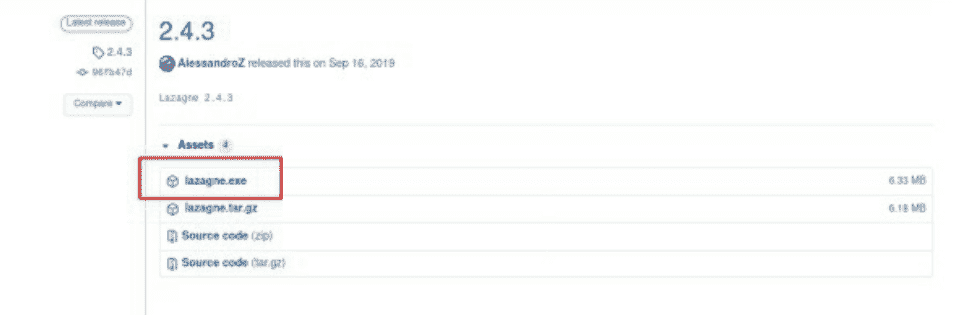 Latest release
2.4.3
967b47d
Compare
2.4.3
AlessandroZ released this on Sep 16, 2019
Lazagne 2.4.3
Assets 4
lazagne.exe 6.33 MB
lazagne.tar.gz 6.18 MB
Source code (zip)
Source code (tar.gz)